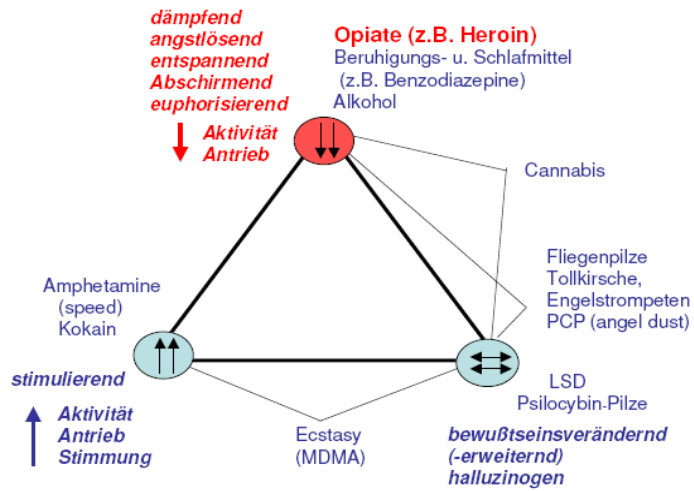 dämpfend
angstlösend
entspannend
Abschirmend
euphorisierend
Aktivität
Antrieb
Opiate (z.B. Heroin)
Beruhigungs- u. Schlafmittel
(z.B. Benzodiazepine)
Alkohol
Cannabis
Fliegenpilze
Tollkirsche,
Engelstrompeten
PCP (angel dust)
Amphetamine
(speed)
Kokain
stimulierend
Aktivität
Antrieb
Stimmung
Ecstasy
(MDMA)
LSD
Psilocybin-Pilze
bewußtseinsverändernd
(-erweiternd)
halluzinogen